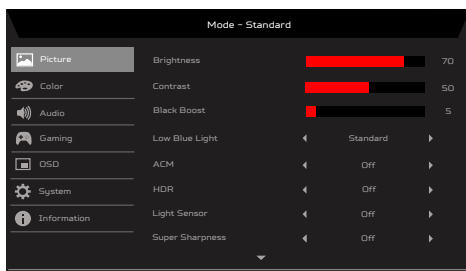 Mode - Standard
Picture
Brightness 70
Color
Contrast 50
Audio
Black Boost 5
Gaming
Low Blue Light Standard
OSD
ACM Off
System
HDR Off
Information
Light Sensor Off
Super Sharpness Off